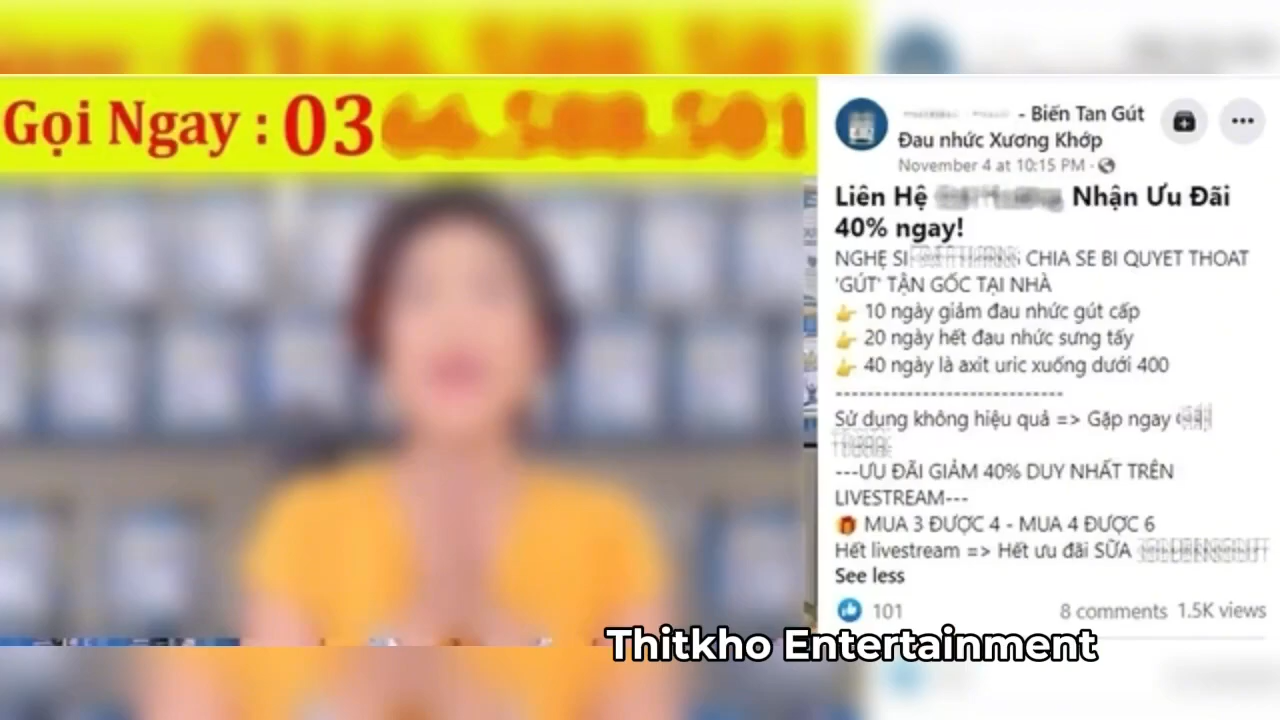 Gọi Ngay : 03
- Biến Tan Gút
Đau nhức Xương Khớp
November 4 at 10:15 PM ·
Liên Hệ Nhận Ưu Đãi
40% ngay!
NGHỆ SI CHIA SE BI QUYET THOAT
'GÚT' TẬN GỐC TẠI NHÀ
10 ngày giảm đau nhức gút cấp
20 ngày hết đau nhức sưng tấy
40 ngày là axit uric xuống dưới 400
-----------------------------
Sử dụng không hiệu quả => Gặp ngay
---ƯU ĐÃI GIẢM 40% DUY NHẤT TRÊN
LIVESTREAM---
MUA 3 ĐƯỢC 4 - MUA 4 ĐƯỢC 6
Hết livestream => Hết ưu đãi SỮA
See less
101
8 comments 1.5K views
Thitkho Entertainment